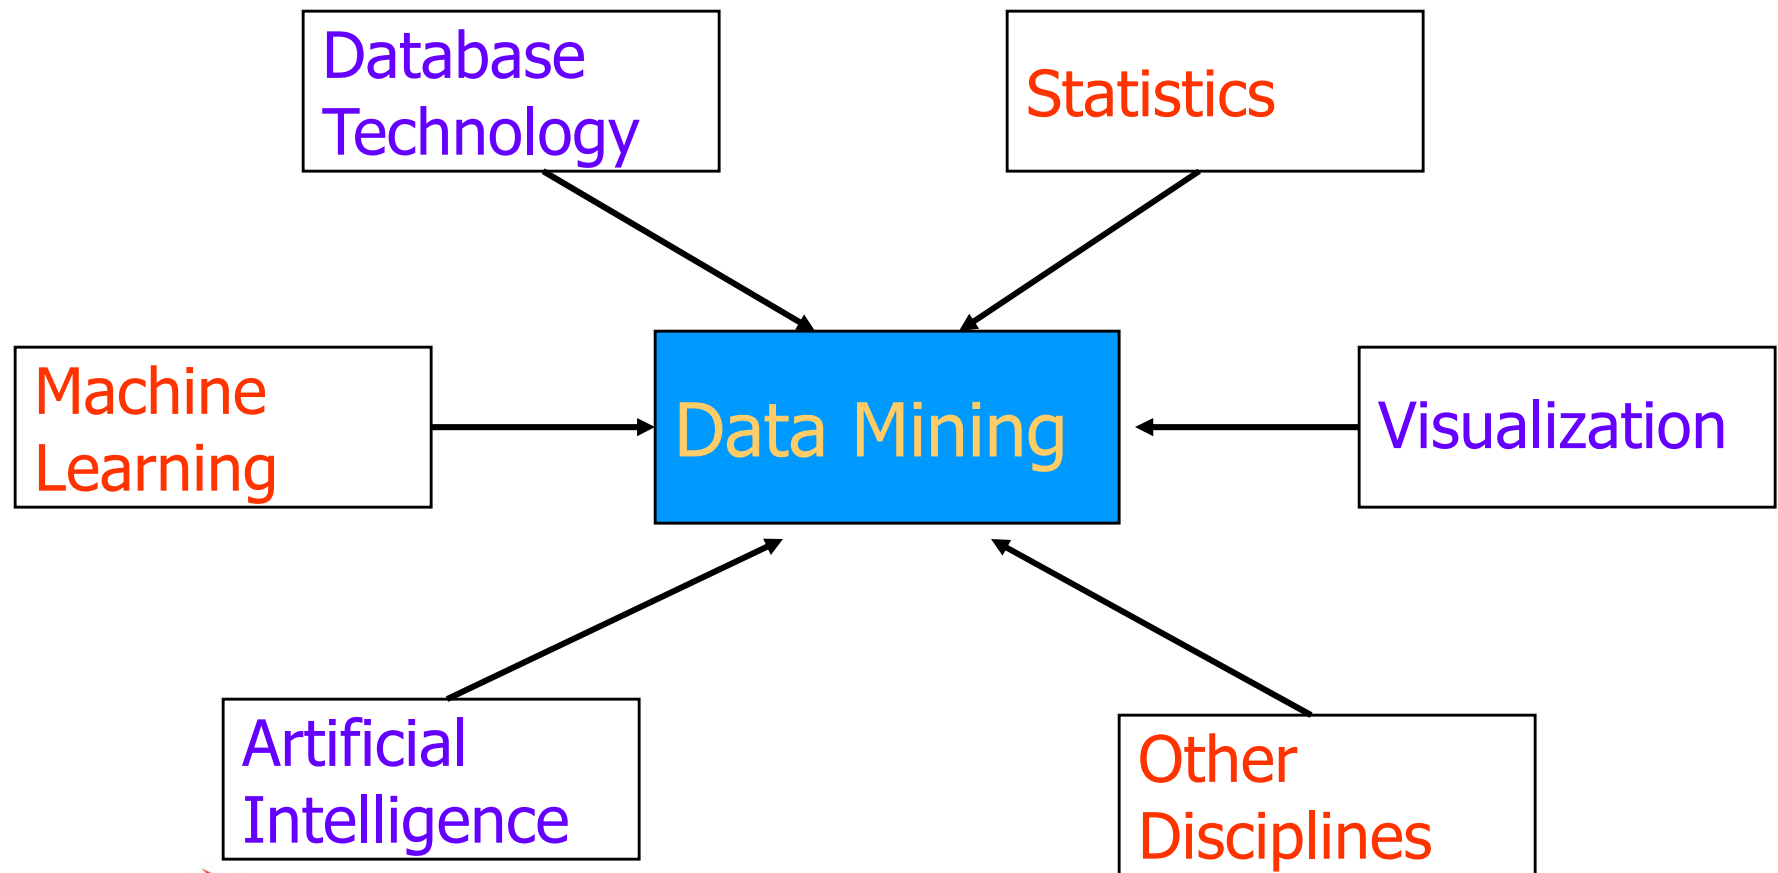 Database
Technology
Statistics
Machine
Learning
Data Mining
Visualization
Artificial
Intelligence
Other
Disciplines